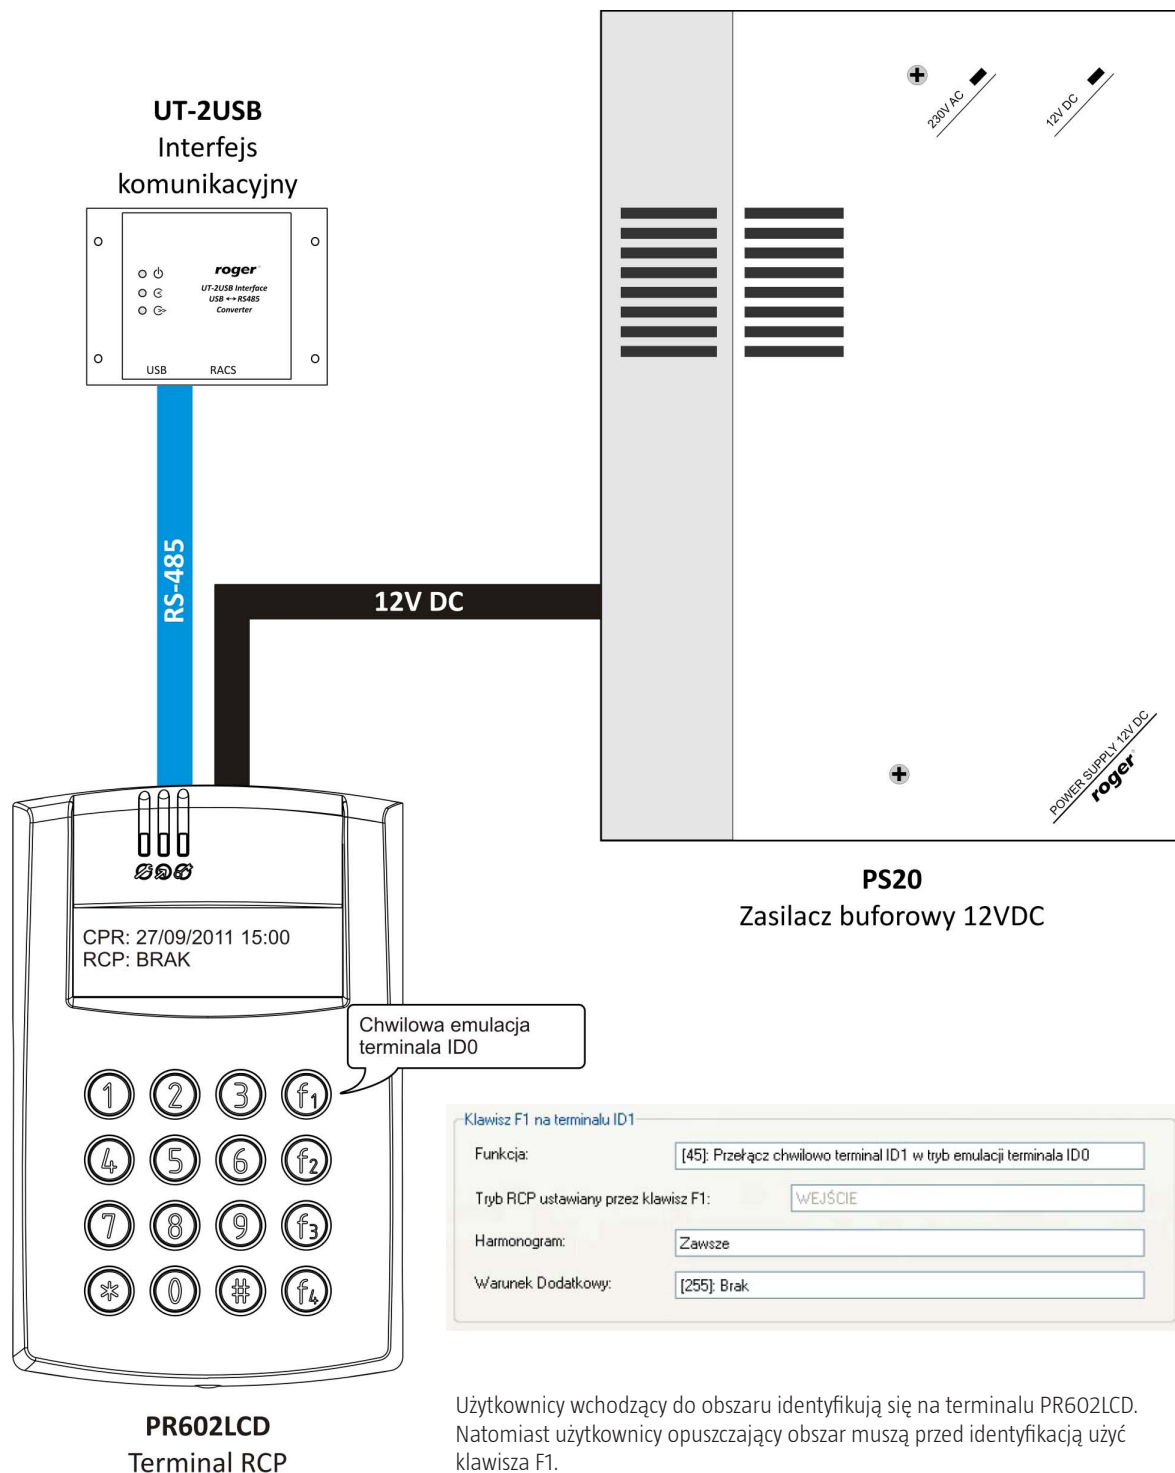 UT-2USB
Interfejs
komunikacyjny
roger
UT-2USB Interface
USB ↔ RS485
Converter
USB RACS
230V AC
12V DC
RS-485
12V DC
POWER SUPPLY 12V DC
roger
PS20
Zasilacz buforowy 12VDC
CPR: 27/09/2011 15:00
RCP: BRAK
Chwilowa emulacja
terminala ID0
1 2 3 f1
4 5 6 f2
7 8 9 f3
* 0 # f4
Klawisz F1 na terminalu ID1
Funkcja: [45]: Przełącz chwilowo terminal ID1 w tryb emulacji terminala ID0
Tryb RCP ustawiany przez klawisz F1: WEJŚCIE
Harmonogram: Zawsze
Warunek Dodatkowy: [255]: Brak
PR602LCD
Terminal RCP
Użytkownicy wchodzący do obszaru identyfikują się na terminalu PR602LCD.
Natomiast użytkownicy opuszczający obszar muszą przed identyfikacją użyć
klawisza F1.